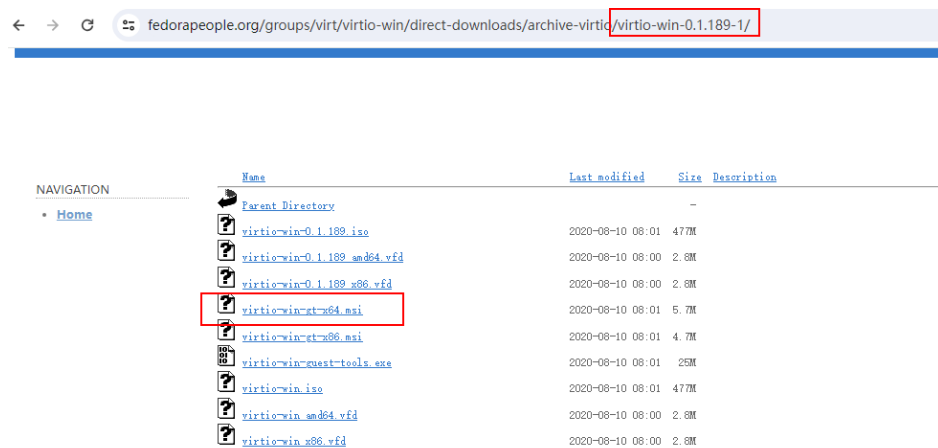 fedorapeople.org/groups/virt/virtio-win/direct-downloads/archive-virtio/virtio-win-0.1.189-1/
NAVIGATION
• Home
Name Last modified Size Description
Parent Directory -
virtio-win-0.1.189.iso 2020-08-10 08:01 477M
virtio-win-0.1.189_amd64.vfd 2020-08-10 08:00 2.8M
virtio-win-0.1.189_x86.vfd 2020-08-10 08:00 2.8M
virtio-win-gt-x64.msi 2020-08-10 08:01 5.7M
virtio-win-gt-x86.msi 2020-08-10 08:01 4.7M
virtio-win-guest-tools.exe 2020-08-10 08:01 25M
virtio-win.iso 2020-08-10 08:01 477M
virtio-win_amd64.vfd 2020-08-10 08:00 2.8M
virtio-win_x86.vfd 2020-08-10 08:00 2.8M